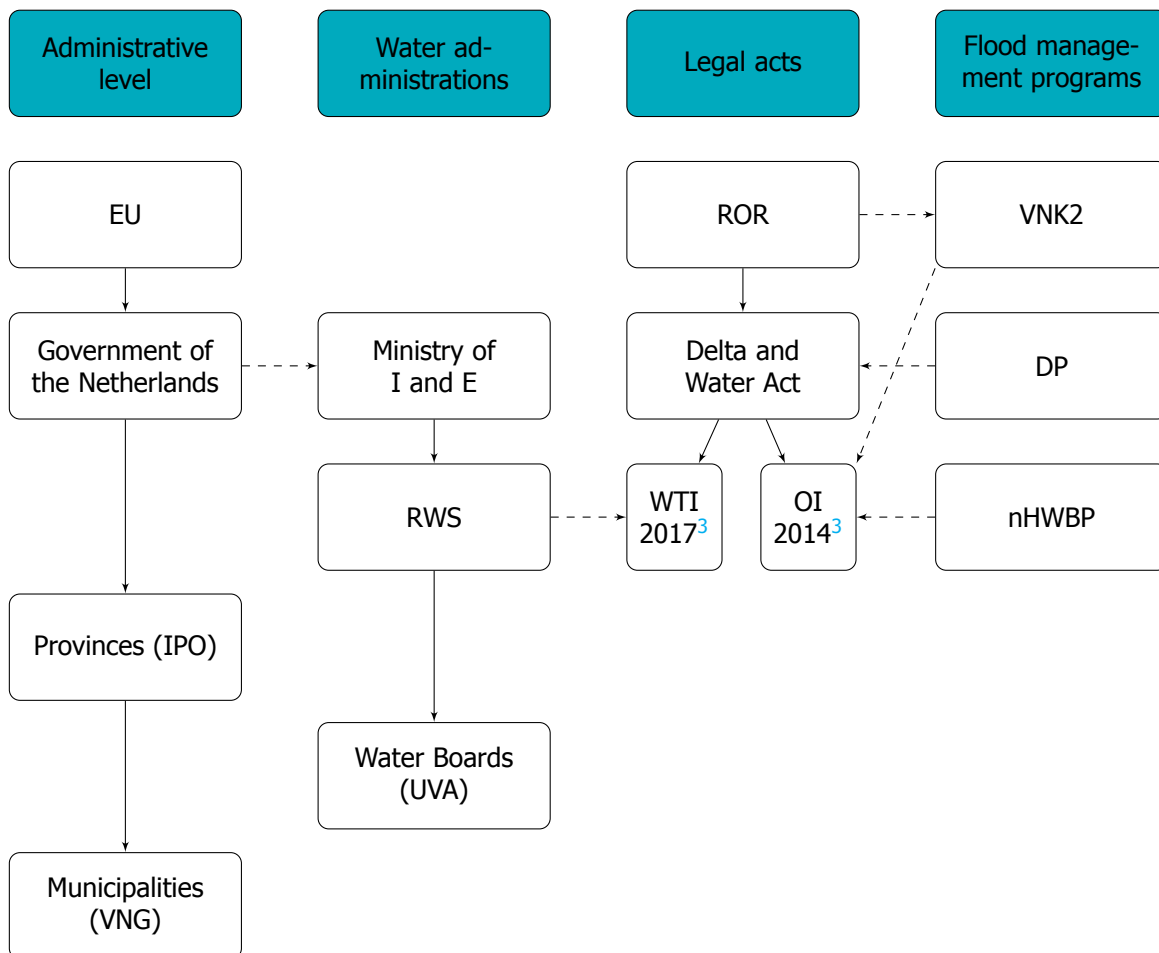 Administrative
level
Water ad-
ministrations
Legal acts
Flood manage-
ment programs
EU
ROR
VNK2
Government of
the Netherlands
Ministry of
I and E
Delta and
Water Act
DP
RWS
WTI
2017³
OI
2014³
nHWBP
Provinces (IPO)
Water Boards
(UVA)
Municipalities
(VNG)